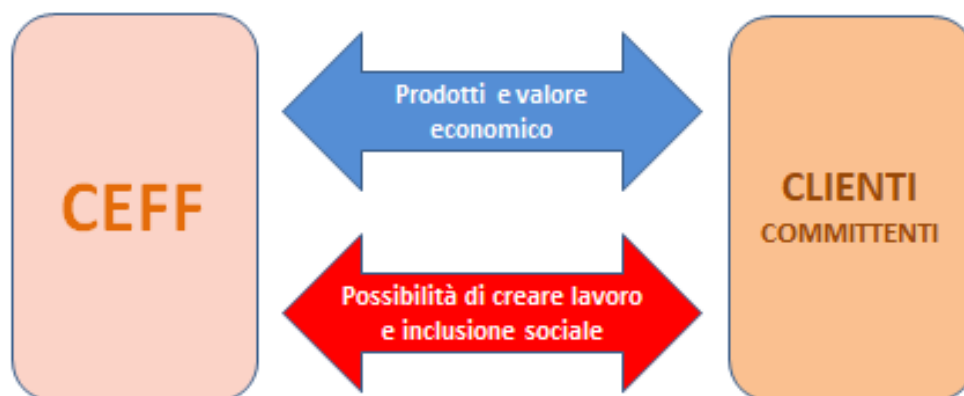 CEFF
Prodotti e valore
economico
Possibilità di creare lavoro
e inclusione sociale
CLIENTI
COMMITTENTI